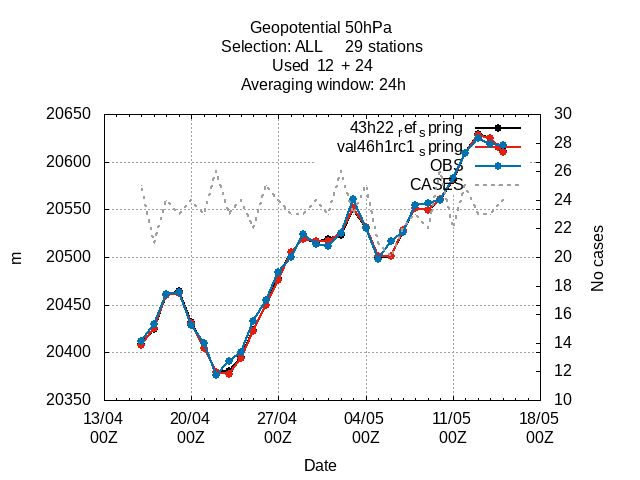 Geopotential 50hPa
Selection: ALL 29 stations
Used 12 + 24
Averaging window: 24h
43h22 ref spring
val46h1rc1 spring
OBS
CASES
20650
20600
20550
20500
20450
20400
20350
30
28
26
24
22
20
18
16
14
12
10
m
No cases
13/04 20/04 27/04 04/05 11/05 18/05
00Z 00Z 00Z 00Z 00Z 00Z
Date